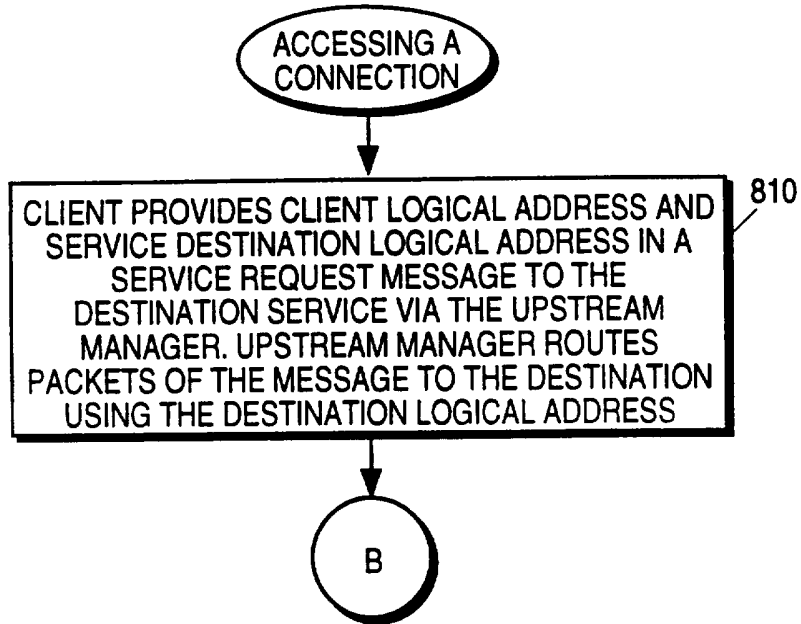 ACCESSING A
CONNECTION
810
CLIENT PROVIDES CLIENT LOGICAL ADDRESS AND
SERVICE DESTINATION LOGICAL ADDRESS IN A
SERVICE REQUEST MESSAGE TO THE
DESTINATION SERVICE VIA THE UPSTREAM
MANAGER. UPSTREAM MANAGER ROUTES
PACKETS OF THE MESSAGE TO THE DESTINATION
USING THE DESTINATION LOGICAL ADDRESS
B